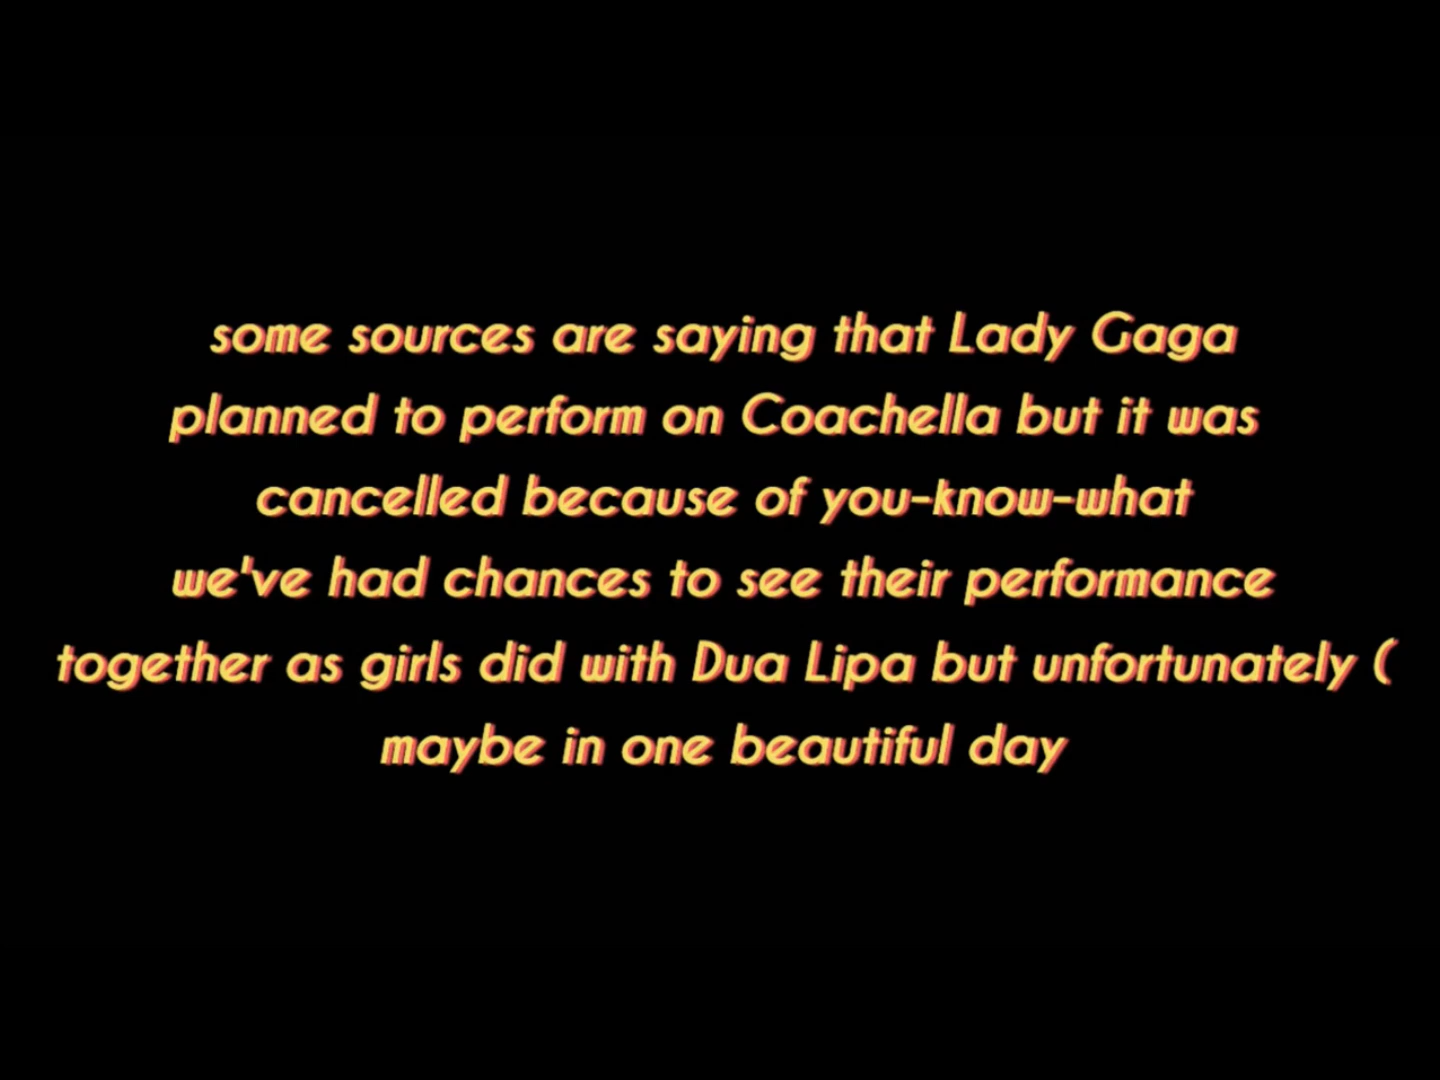 some sources are saying that Lady Gaga
planned to perform on Coachella but it was
cancelled because of you-know-what
we've had chances to see their performance
together as girls did with Dua Lipa but unfortunately (
maybe in one beautiful day